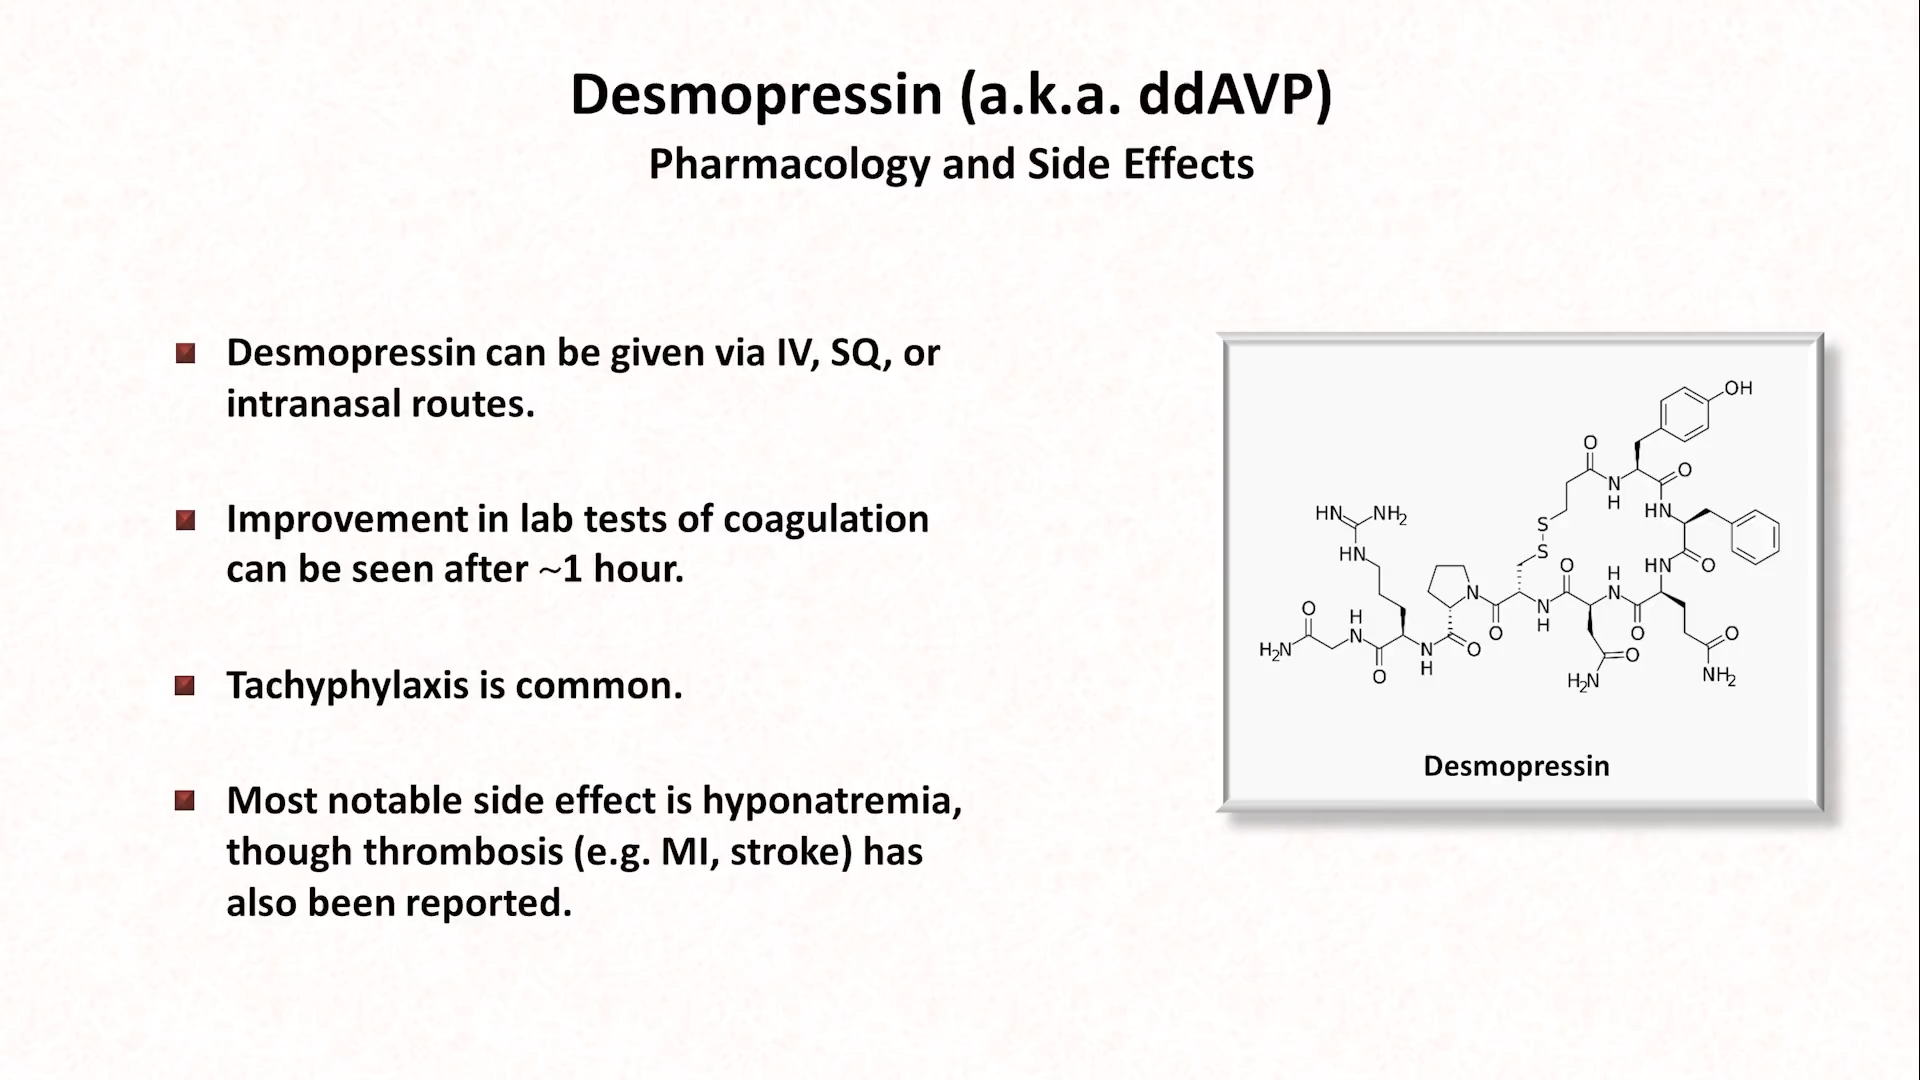 Desmopressin (a.k.a. ddAVP)
Pharmacology and Side Effects
Desmopressin can be given via IV, SQ, or
intranasal routes.
Improvement in lab tests of coagulation
can be seen after ~1 hour.
Tachyphylaxis is common.
Most notable side effect is hyponatremia,
though thrombosis (e.g. MI, stroke) has
also been reported.
OH
O
O
N
H
HN
HN
NH2
S
S
HN
O
HN
O
H
N
N
O
N
H
O
O
H
N
O
O
H2N
O
N
H
O
O
H2N
NH2
Desmopressin